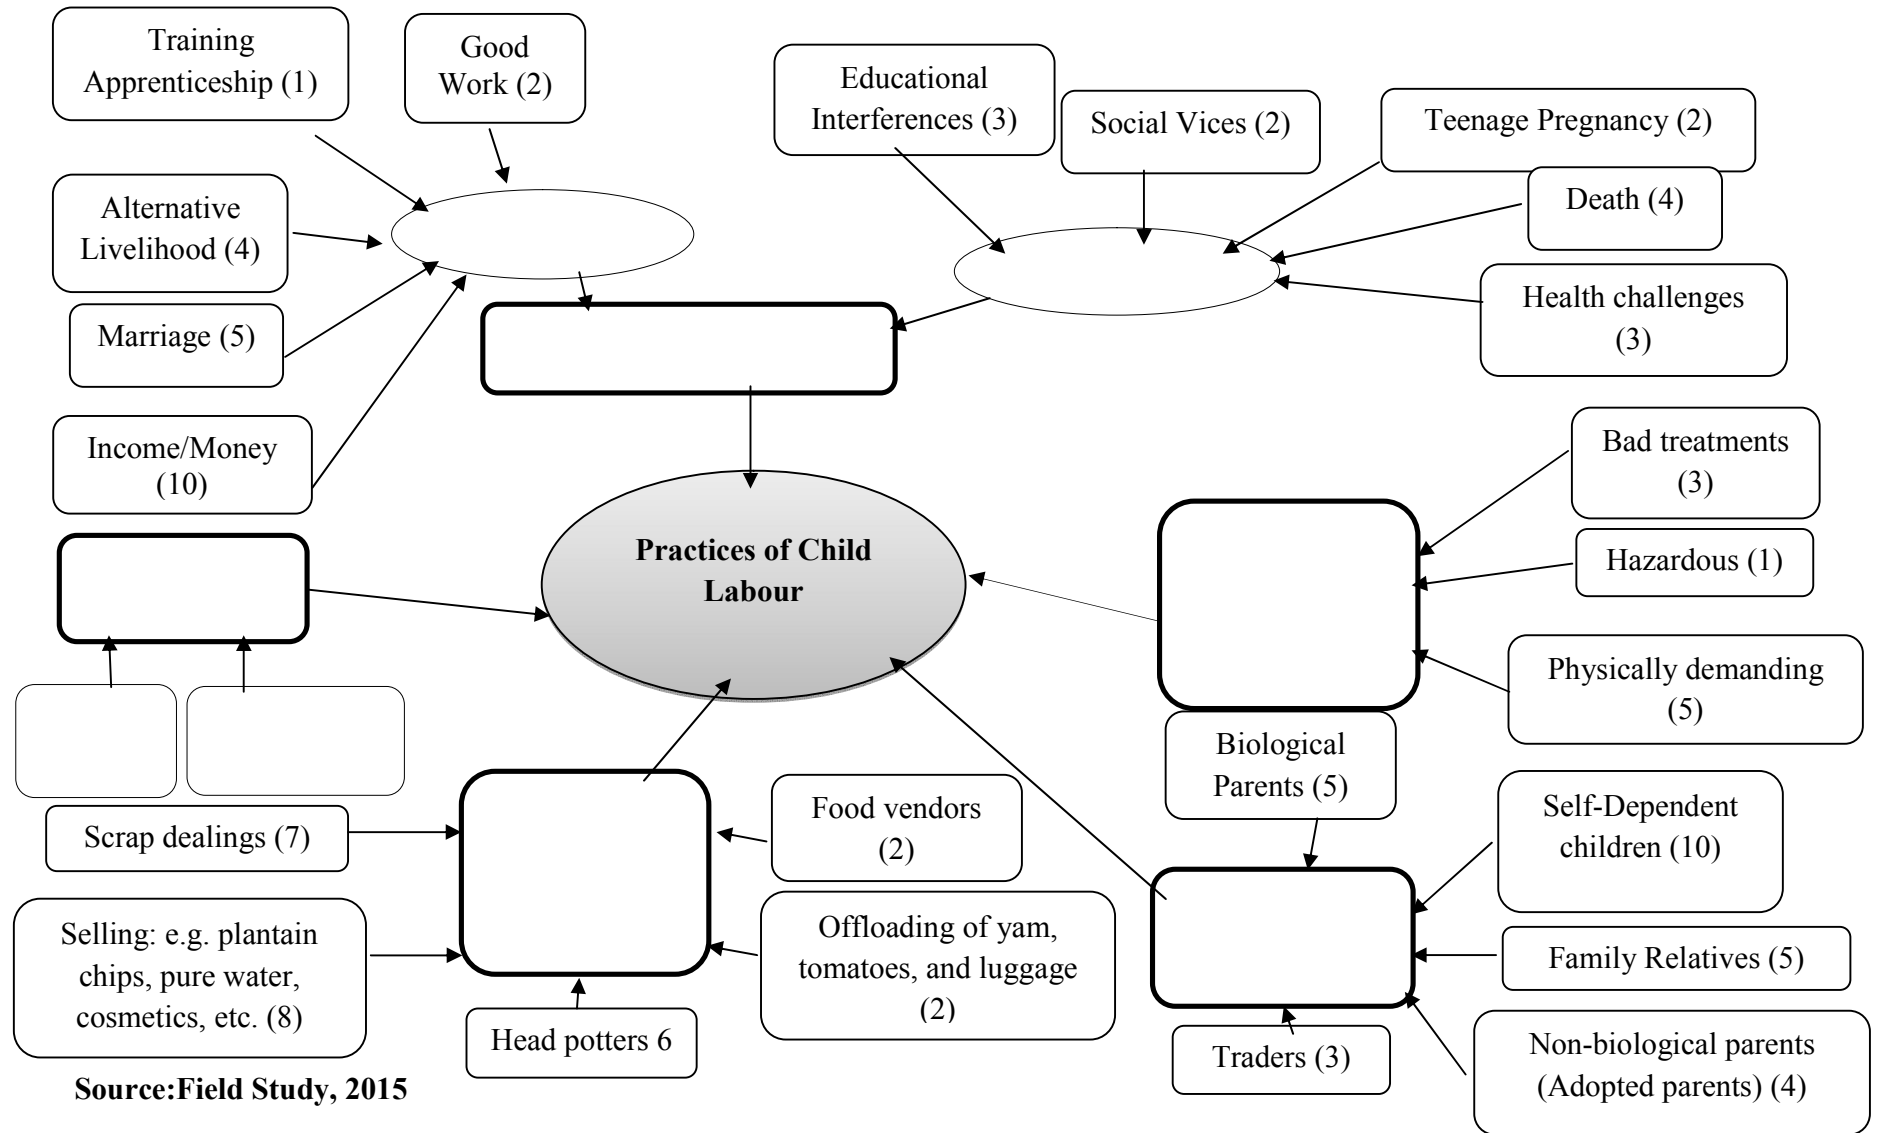 Training
Apprenticeship (1)
Good
Work (2)
Educational
Interferences (3)
Social Vices (2)
Teenage Pregnancy (2)
Death (4)
Alternative
Livelihood (4)
Health challenges
(3)
Marriage (5)
Income/Money
(10)
Bad treatments
(3)
Practices of Child
Labour
Hazardous (1)
Physically demanding
(5)
Biological
Parents (5)
Scrap dealings (7)
Food vendors
(2)
Self-Dependent
children (10)
Selling: e.g. plantain
chips, pure water,
cosmetics, etc. (8)
Offloading of yam,
tomatoes, and luggage
(2)
Family Relatives (5)
Head potters 6
Traders (3)
Non-biological parents
(Adopted parents) (4)
Source:Field Study, 2015